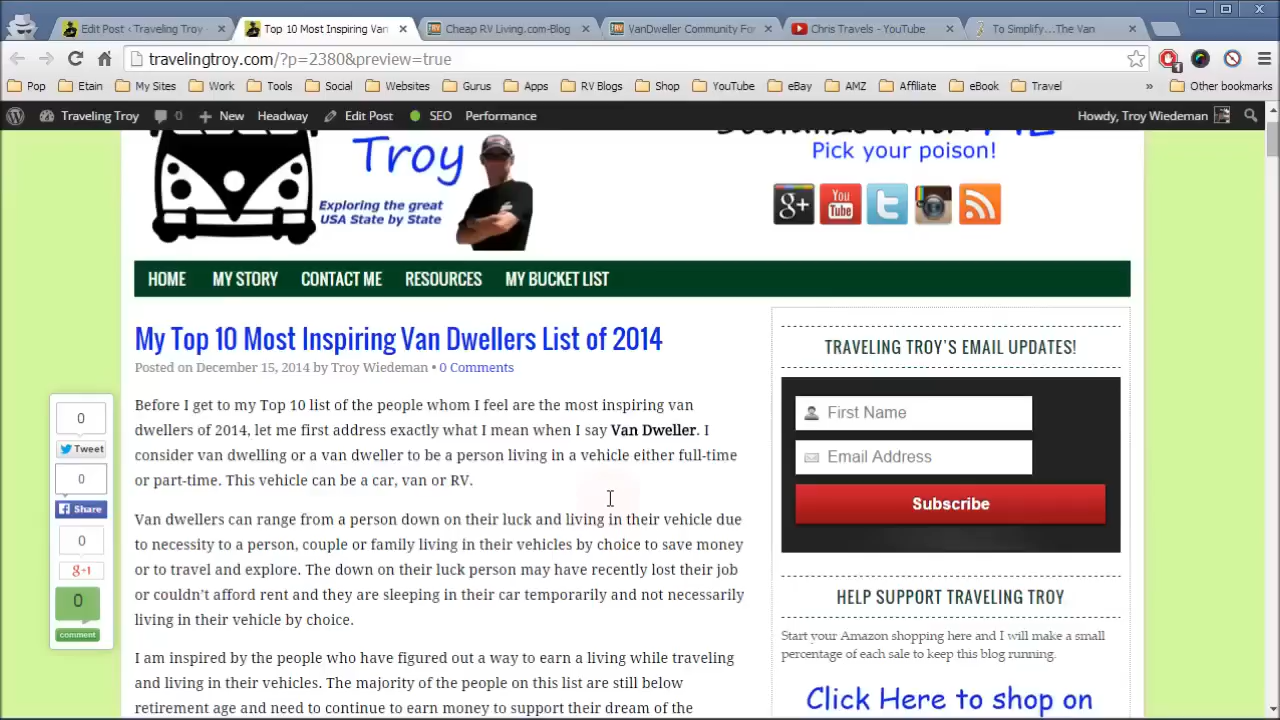 Edit Post ‹ Traveling Troy
Top 10 Most Inspiring Van
Cheap RV Living.com-Blog
VanDweller Community For
Chris Travels - YouTube
To Simplify...The Van
travelingtroy.com/?p=2380&preview=true
Pop Etain My Sites Work Tools Social Websites Gurus Apps RV Blogs Shop YouTube eBay AMZ Affiliate eBook Travel » Other bookmarks
Traveling Troy 0 New Headway Edit Post SEO Performance Howdy, Troy Wiedeman
Troy
Exploring the great
USA State by State
Socialize With ME
Pick your poison!
You
Tube
HOME MY STORY CONTACT ME RESOURCES MY BUCKET LIST
My Top 10 Most Inspiring Van Dwellers List of 2014
Posted on December 15, 2014 by Troy Wiedeman • 0 Comments
Before I get to my Top 10 list of the people whom I feel are the most inspiring van
dwellers of 2014, let me first address exactly what I mean when I say Van Dweller. I
consider van dwelling or a van dweller to be a person living in a vehicle either full-time
or part-time. This vehicle can be a car, van or RV.
Van dwellers can range from a person down on their luck and living in their vehicle due
to necessity to a person, couple or family living in their vehicles by choice to save money
or to travel and explore. The down on their luck person may have recently lost their job
or couldn't afford rent and they are sleeping in their car temporarily and not necessarily
living in their vehicle by choice.
I am inspired by the people who have figured out a way to earn a living while traveling
and living in their vehicles. The majority of the people on this list are still below
retirement age and need to continue to earn money to support their dream of the
0
Tweet
0
Share
0
g+1
0
comment
TRAVELING TROY'S EMAIL UPDATES!
First Name
Email Address
Subscribe
HELP SUPPORT TRAVELING TROY
Start your Amazon shopping here and I will make a small
percentage of each sale to keep this blog running.
Click Here to shop on